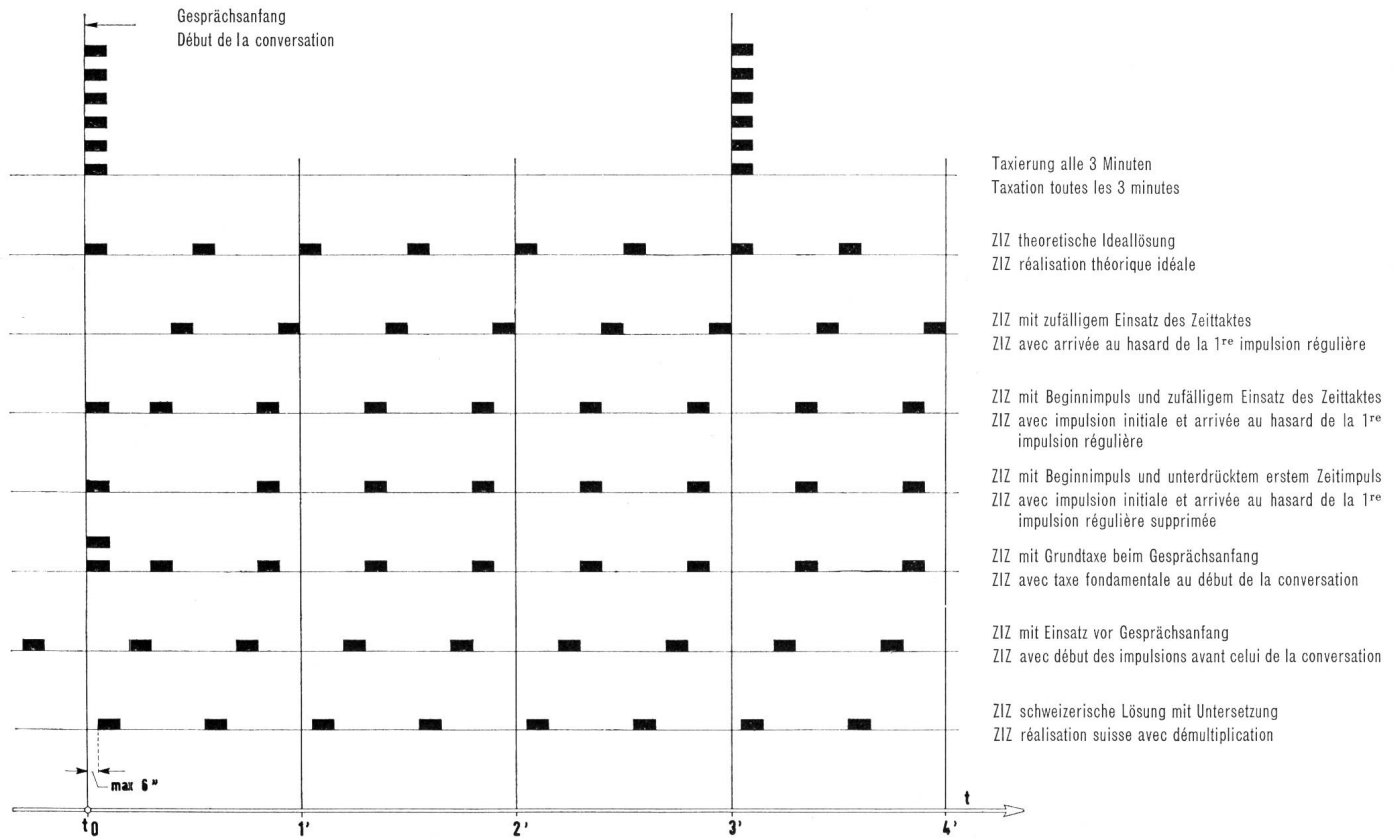 Gesprächsanfang
Début de la conversation
Taxierung alle 3 Minuten
Taxation toutes les 3 minutes
ZIZ theoretische Ideallösung
ZIZ réalisation théorique idéale
ZIZ mit zufälligem Einsatz des Zeittaktes
ZIZ avec arrivée au hasard de la 1re impulsion régulière
ZIZ mit Beginnimpuls und zufälligem Einsatz des Zeittaktes
ZIZ avec impulsion initiale et arrivée au hasard de la 1re
impulsion régulière
ZIZ mit Beginnimpuls und unterdrücktem erstem Zeitimpuls
ZIZ avec impulsion initiale et arrivée au hasard de la 1re
impulsion régulière supprimée
ZIZ mit Grundtaxe beim Gesprächsanfang
ZIZ avec taxe fondamentale au début de la conversation
ZIZ mit Einsatz vor Gesprächsanfang
ZIZ avec début des impulsions avant celui de la conversation
ZIZ schweizerische Lösung mit Untersetzung
ZIZ réalisation suisse avec démultiplication
max 6"
t
t0 1' 2' 3' 4'